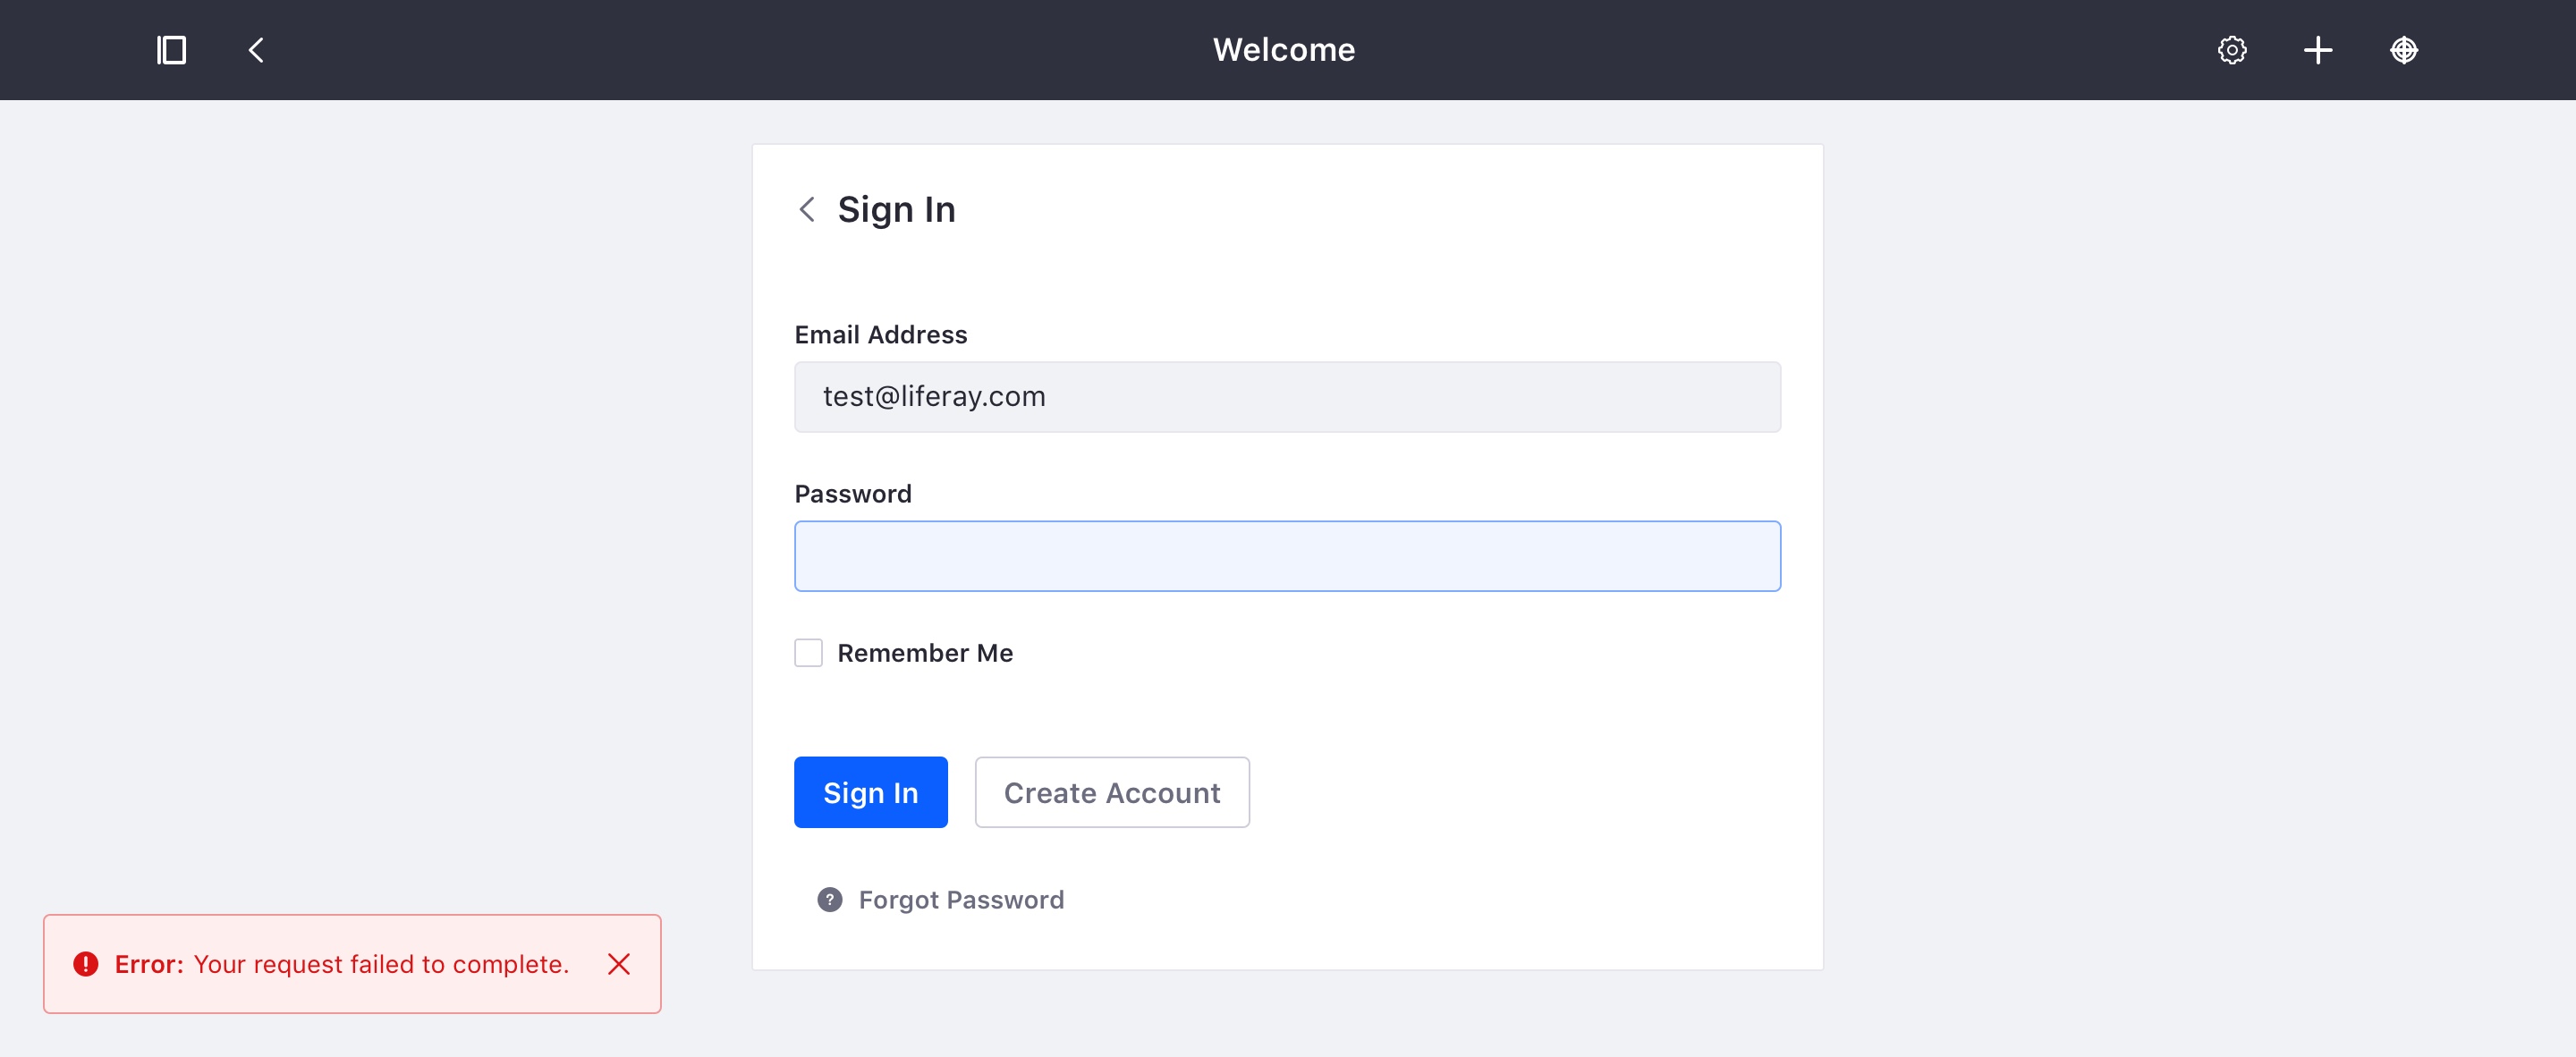 Welcome
Sign In
Email Address
test@liferay.com
Password
Remember Me
Sign In
Create Account
Forgot Password
Error: Your request failed to complete.